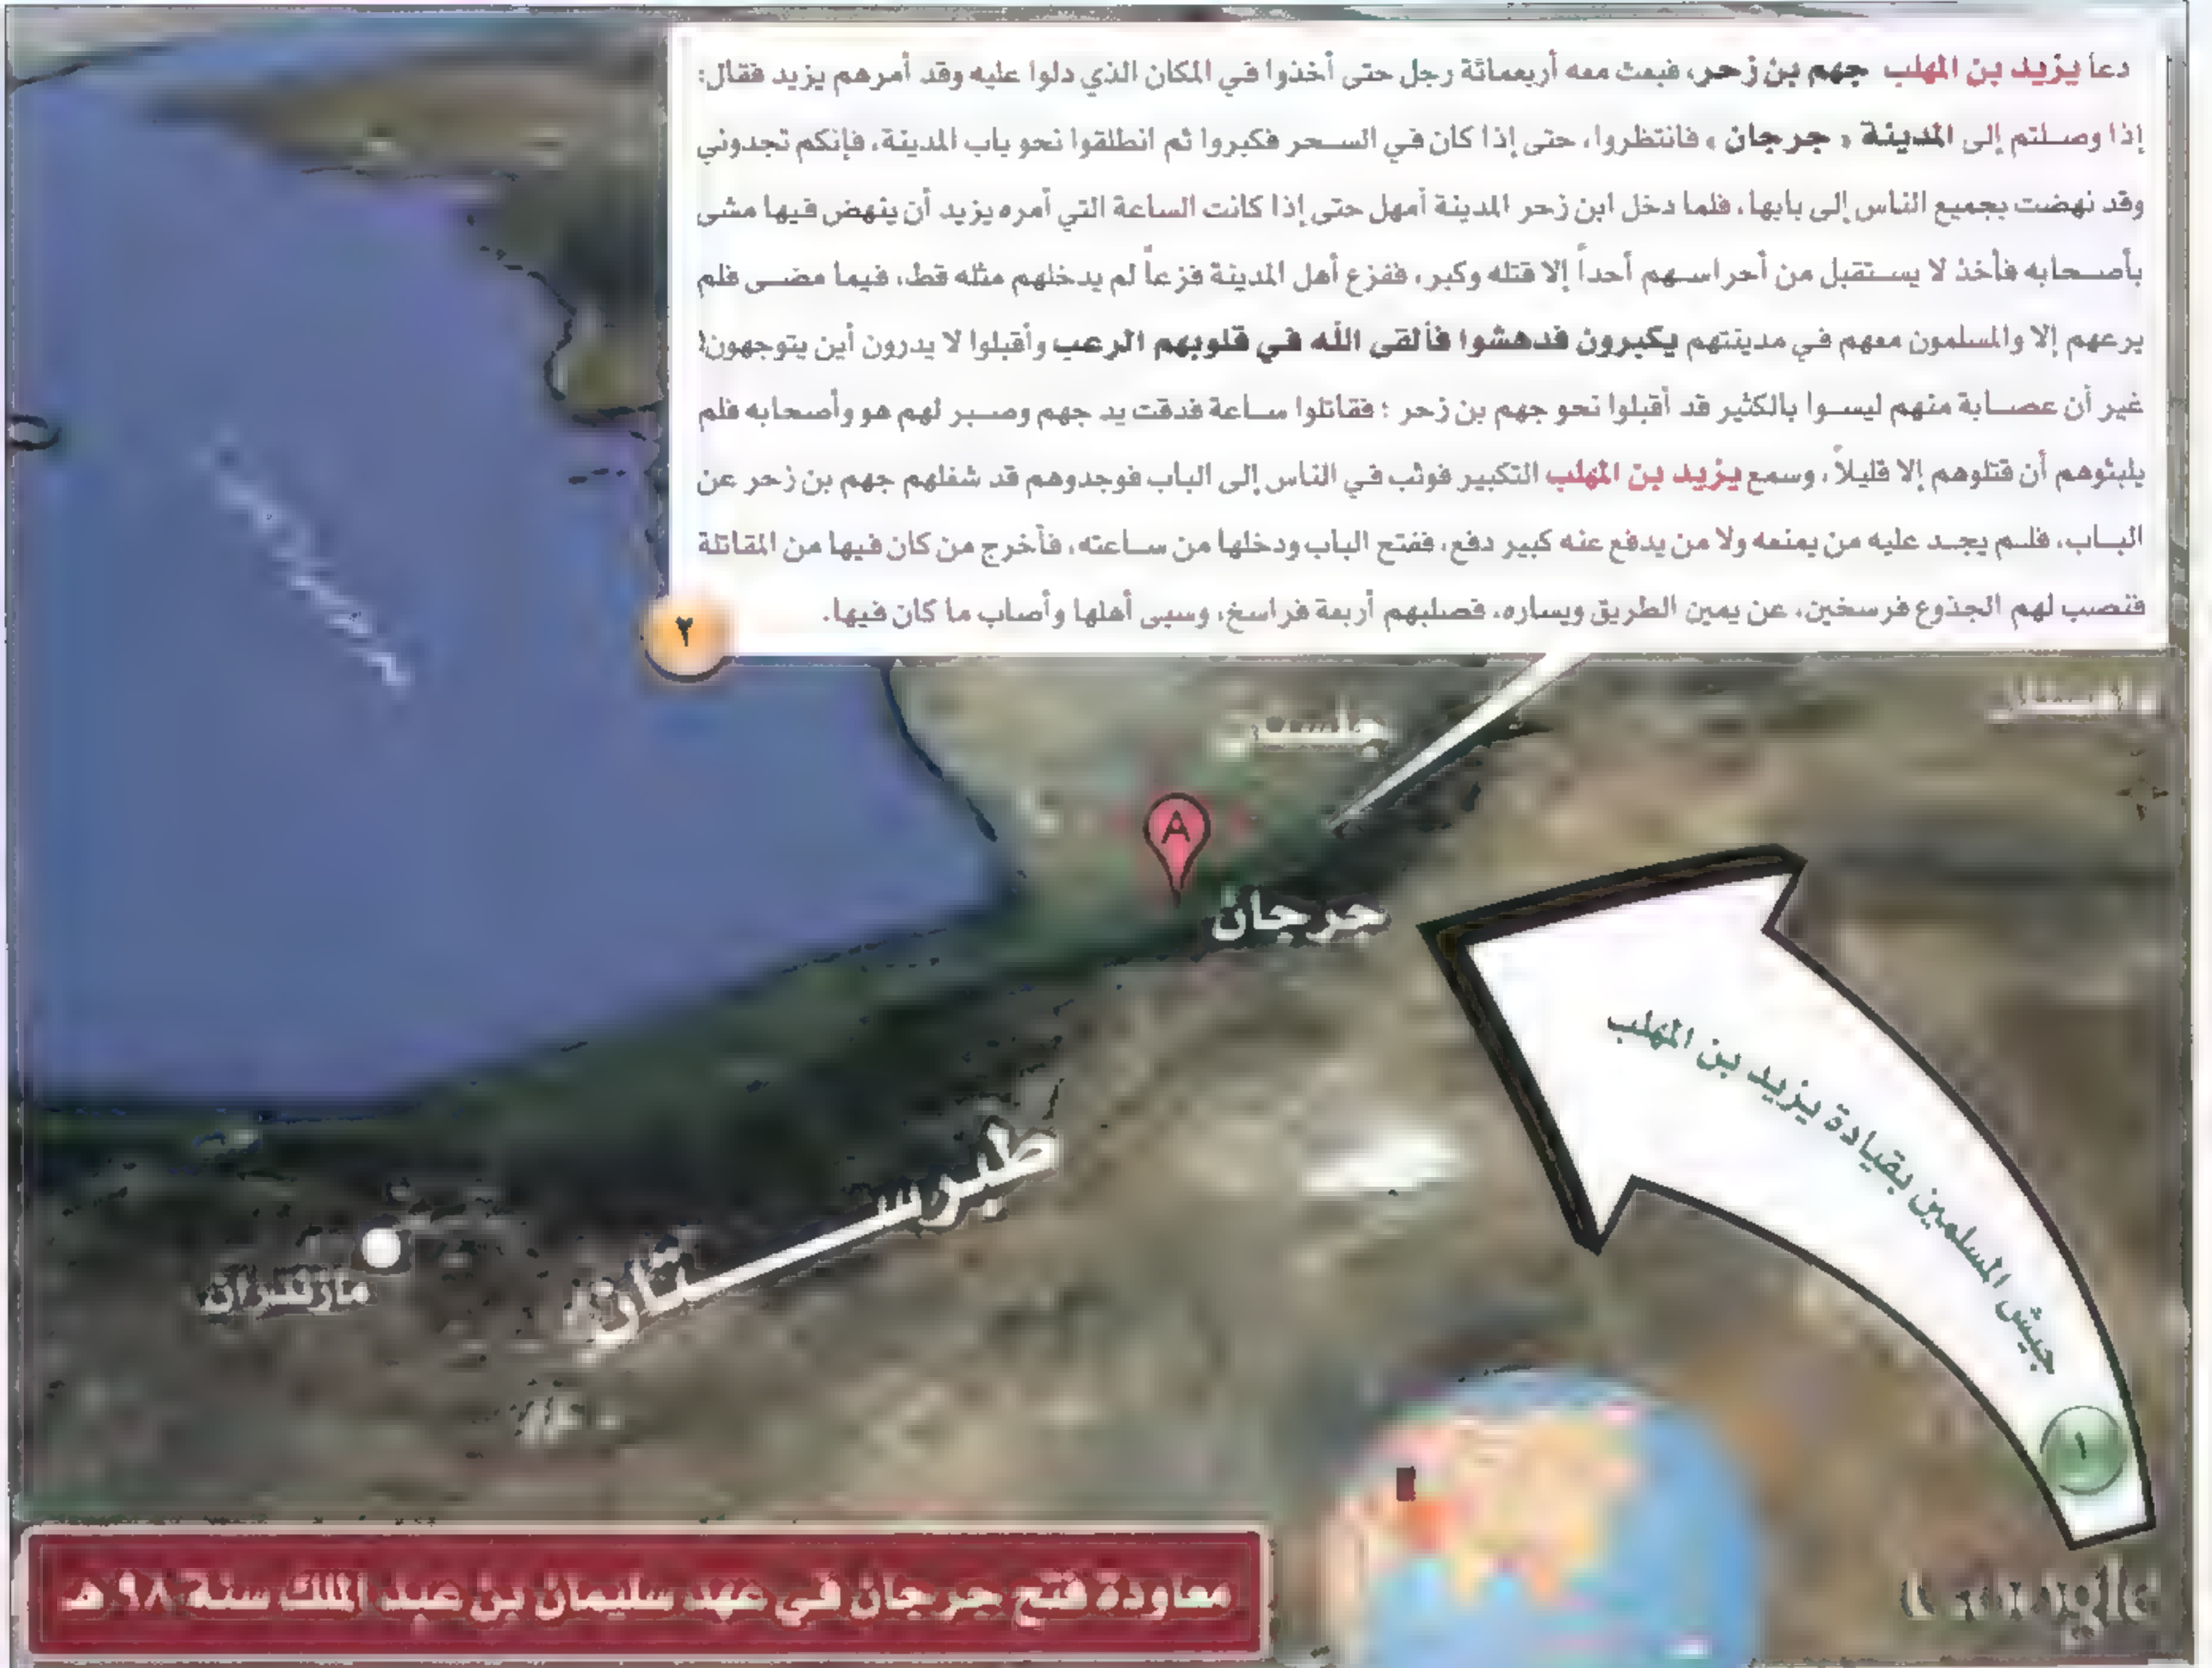 دعا يزيد بن المهلب جهم بن زحر، فبعث معه أربعمائة رجل حتى أخذوا في المكان الذي دلوا عليه وقد أمرهم يزيد فقال:
إذا وصلتم إلى المدينة « جرجان » فانتظروا، حتى إذا كان في السحر فكبروا ثم انطلقوا نحو باب المدينة، فإنكم تجدوني
وقد نهضت بجميع الناس إلى بابها، فلما دخل ابن زحر المدينة أمهل حتى إذا كانت الساعة التي أمره يزيد أن ينهض فيها مشى
بأصحابه فأخذ لا يستقبل من أحراسهم أحداً إلا قتله وكبر، ففزع أهل المدينة فزعاً لم يدخلهم مثله قط، فيما مضى فلم
يرعهم إلا والمسلمون معهم في مدينتهم يكبرون فدهشوا فألقى الله في قلوبهم الرعب وأقبلوا لا يدرون أين يتوجهون!
غير أن عصابة منهم ليسوا بالكثير قد أقبلوا نحو جهم بن زحر ؛ فقاتلوا ساعة فدقت يد جهم وصبر لهم هو وأصحابه فلم
يلبثوهم أن قتلوهم إلا قليلاً، وسمع يزيد بن المهلب التكبير فوثب في الناس إلى الباب فوجدوهم قد شغلهم جهم بن زحر عن
الباب، فلم يجد عليه من يمنعه ولا من يدفع عنه كبير دفع، ففتح الباب ودخلها من ساعته، فأخرج من كان فيها من المقاتلة
فنصب لهم الجذوع فرسخين، عن يمين الطريق ويساره، فصلبهم أربعة فراسخ، وسبى أهلها وأصاب ما كان فيها.
٢
جلستان
A
جرجان
جيش المسلمين بقيادة يزيد بن المهلب
١
طبرستان
مازندران
Google
معاودة فتح جرجان في عهد سليمان بن عبد الملك سنة ٩٨هـ